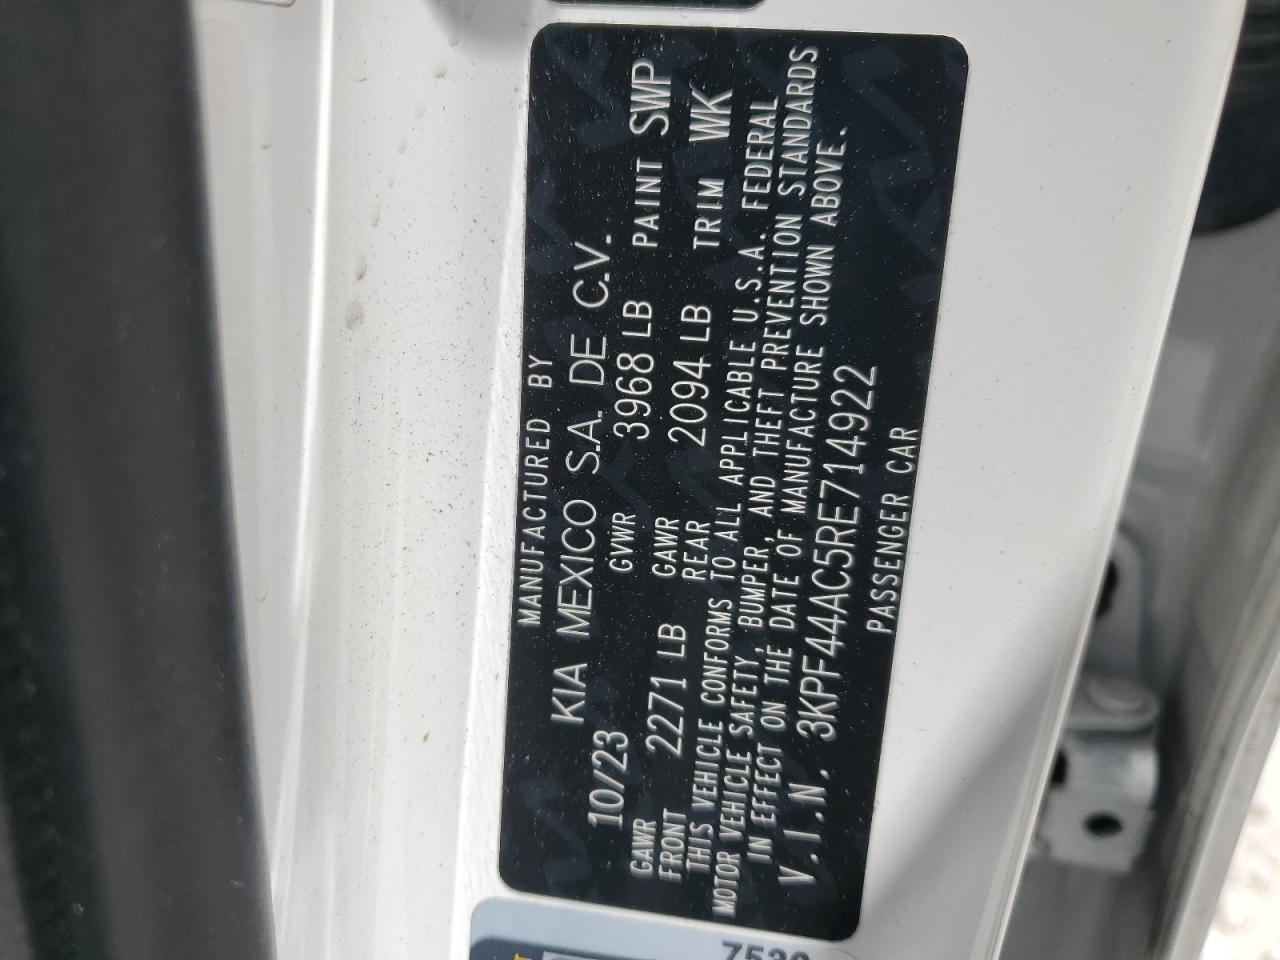 MANUFACTURED BY
KIA MEXICO S.A. DE C.V.
10/23 GVWR 3968 LB PAINT SWP
GAWR FRONT 2271 LB GAWR REAR 2094 LB TRIM WK
THIS VEHICLE CONFORMS TO ALL APPLICABLE U.S.A. FEDERAL
MOTOR VEHICLE SAFETY, BUMPER, AND THEFT PREVENTION STANDARDS
IN EFFECT ON THE DATE OF MANUFACTURE SHOWN ABOVE.
V.I.N. 3KPF44AC5RE714922
PASSENGER CAR